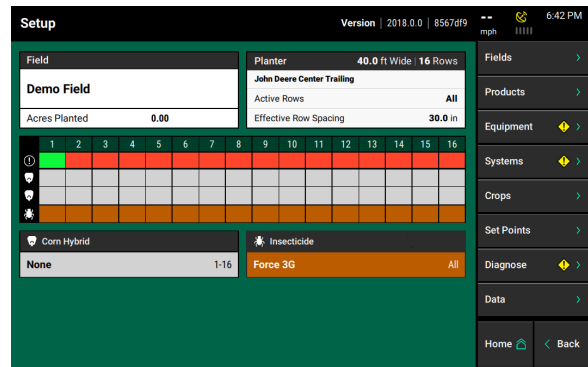 Setup
Version | 2018.0.0 | 8567df9
-- mph
6:42 PM
Field
Demo Field
Acres Planted 0.00
Planter 40.0 ft Wide | 16 Rows
John Deere Center Trailing
Active Rows All
Effective Row Spacing 30.0 in
1 2 3 4 5 6 7 8 9 10 11 12 13 14 15 16
Corn Hybrid
None 1-16
Insecticide
Force 3G All
Fields
Products
Equipment
Systems
Crops
Set Points
Diagnose
Data
Home
Back